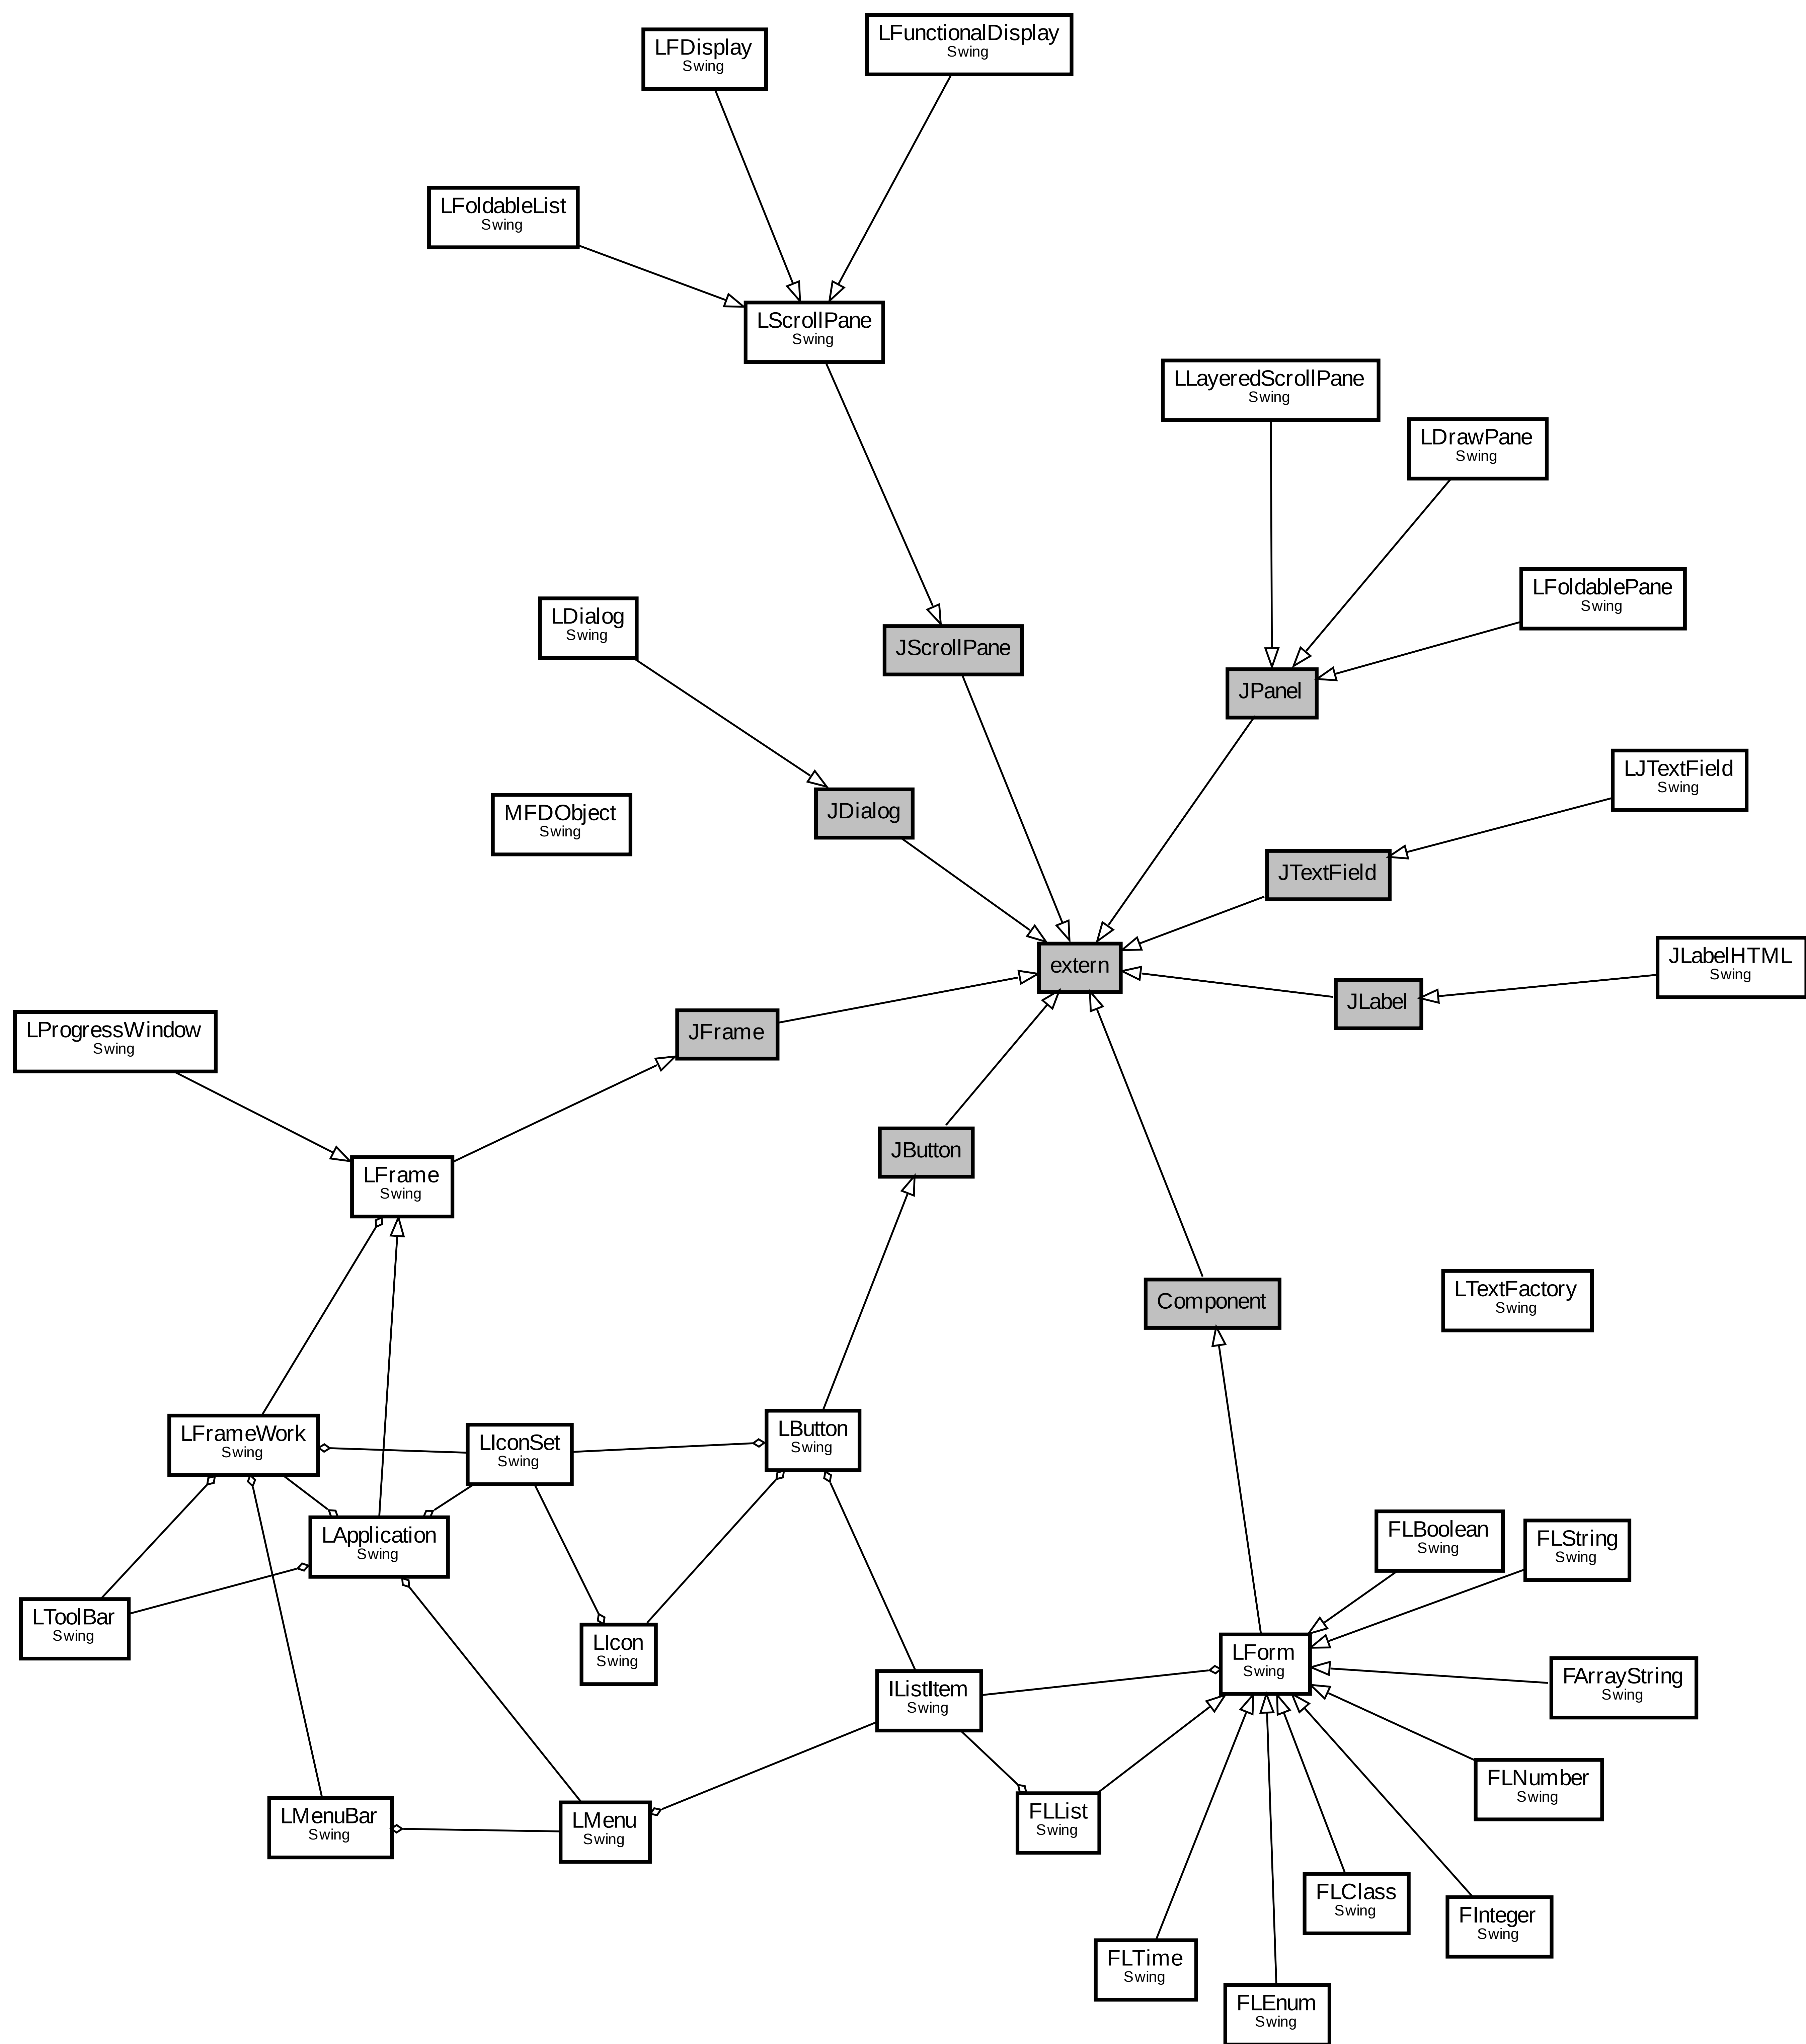 LFunctionalDisplay
Swing
LFDisplay
Swing
LFoldableList
Swing
LScrollPane
Swing
LLayeredScrollPane
Swing
LDrawPane
Swing
LFoldablePane
Swing
LDialog
Swing
JScrollPane
JPanel
LJTextField
Swing
MFDObject
Swing
JDialog
JTextField
extern
JLabelHTML
Swing
JLabel
LProgressWindow
Swing
JFrame
JButton
LFrame
Swing
Component
LTextFactory
Swing
LFrameWork
Swing
LIconSet
Swing
LButton
Swing
LApplication
Swing
FLBoolean
Swing
FLString
Swing
LToolBar
Swing
LIcon
Swing
LForm
Swing
FArrayString
Swing
IListItem
Swing
FLNumber
Swing
LMenuBar
Swing
LMenu
Swing
FLList
Swing
FLClass
Swing
FInteger
Swing
FLTime
Swing
FLEnum
Swing